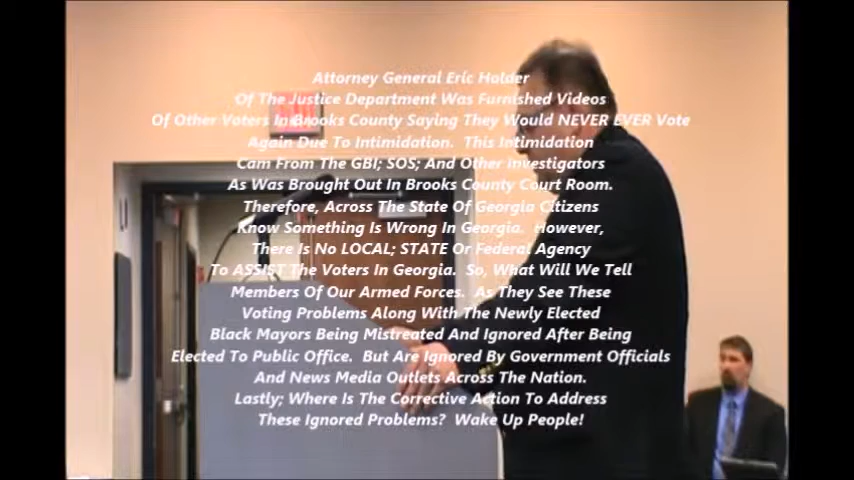 Attorney General Eric Holder
Of The Justice Department Was Furnished Videos
Of Other Voters In Brooks County Saying They Would NEVER EVER Vote
Again Due To Intimidation.  This Intimidation
Cam From The GBI; SOS; And Other Investigators
As Was Brought Out In Brooks County Court Room.
Therefore, Across The State Of Georgia Citizens
Know Something Is Wrong In Georgia.  However,
There Is No LOCAL; STATE Or Federal Agency
To ASSIST The Voters In Georgia.  So, What Will We Tell
Members Of Our Armed Forces.  As They See These
Voting Problems Along With The Newly Elected
Black Mayors Being Mistreated And Ignored After Being
Elected To Public Office.  But Are Ignored By Government Officials
And News Media Outlets Across The Nation.
Lastly; Where Is The Corrective Action To Address
These Ignored Problems?  Wake Up People!